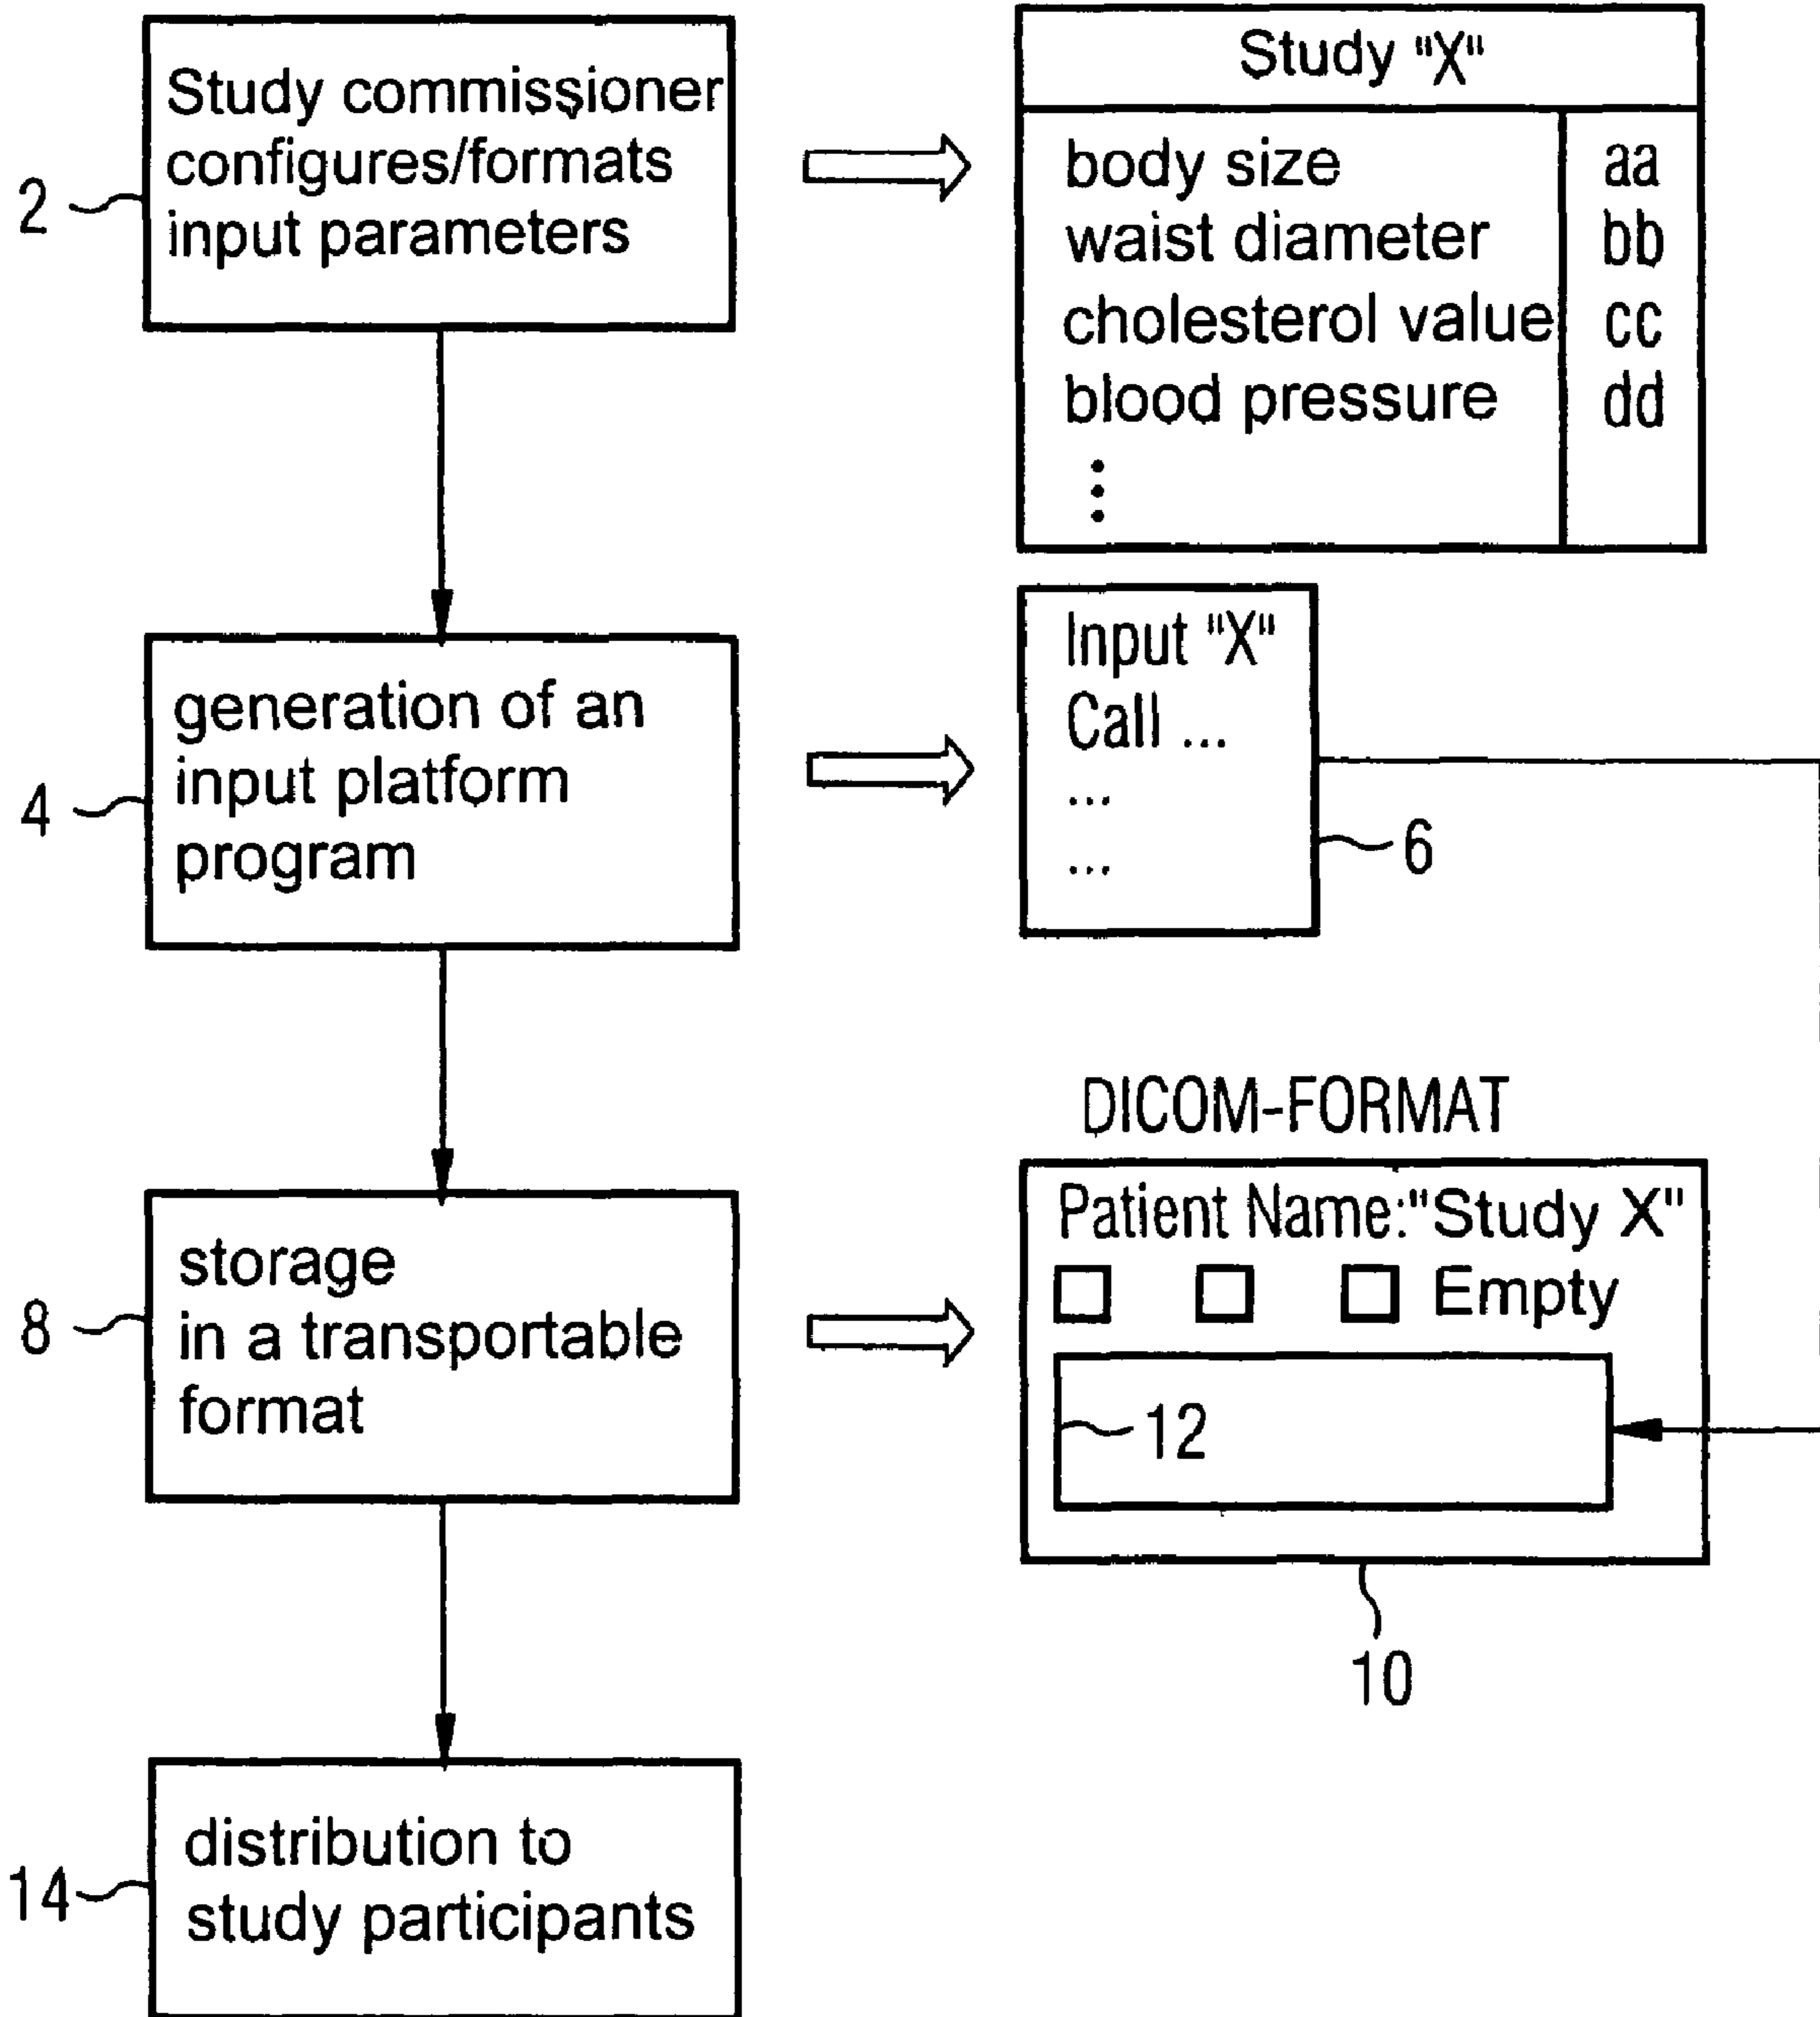 Study commissioner
configures/formats
input parameters
2
Study "X"
body size aa
waist diameter bb
cholesterol value cc
blood pressure dd
generation of an
input platform
program
4
Input "X"
Call ...
...
...
6
DICOM-FORMAT
storage
in a transportable
format
8
Patient Name:"Study X"
Empty
12
10
distribution to
study participants
14